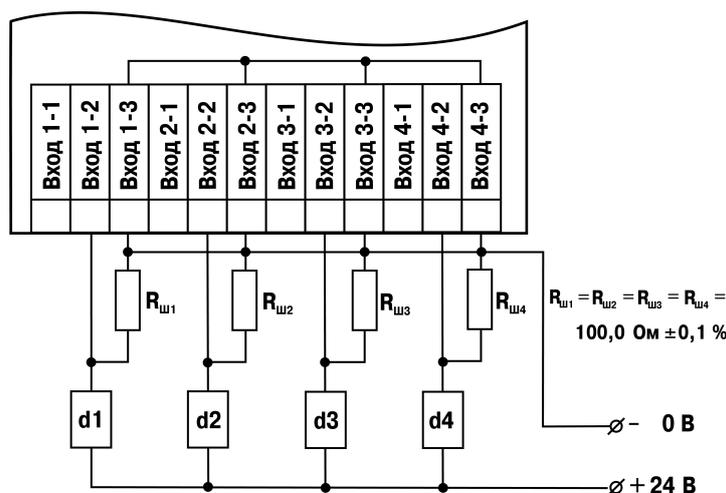 Вход 1-1
Вход 1-2
Вход 1-3
Вход 2-1
Вход 2-2
Вход 2-3
Вход 3-1
Вход 3-2
Вход 3-3
Вход 4-1
Вход 4-2
Вход 4-3
Rш1
Rш2
Rш3
Rш4
Rш1 = Rш2 = Rш3 = Rш4 =
100,0 Ом ±0,1 %
d1
d2
d3
d4
− 0 В
+ 24 В